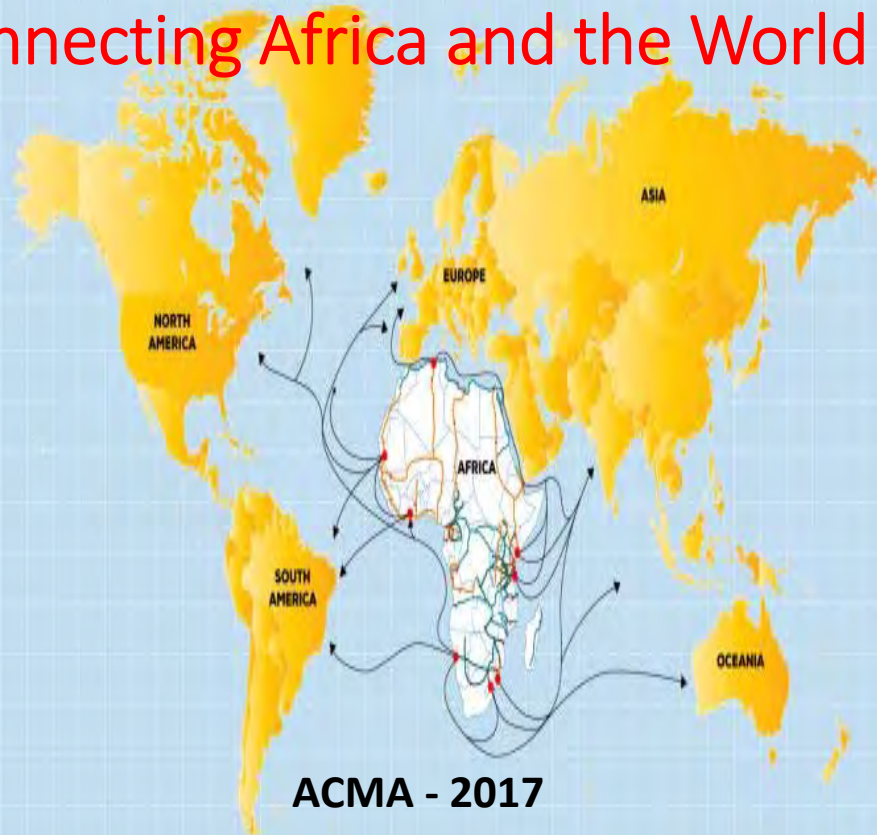 nnecting Africa and the World
ASIA
EUROPE
NORTH
AMERICA
AFRICA
SOUTH
AMERICA
OCEANIA
ACMA - 2017